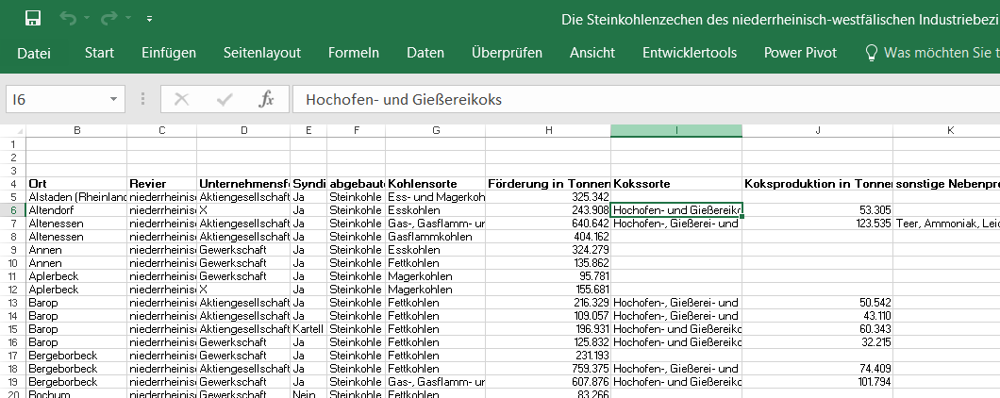 Die Steinkohlenzechen des niederrheinisch-westfälischen Industriebezi
Datei Start Einfügen Seitenlayout Formeln Daten Überprüfen Ansicht Entwicklertools Power Pivot Was möchten Sie t
I6 fx Hochofen- und Gießereikoks
B C D E F G H I J K
1
2
3
4 Ort Revier Unternehmensfo Syndi abgebaute Kohlensorte Förderung in Tonnen Kokssorte Koksproduktion in Tonnen sonstige Nebenpro
5 Alstaden (Rheinland niederrheinis Aktiengesellschaft Ja Steinkohle Ess- und Magerkoh 325.342
6 Altendorf niederrheinis X Ja Steinkohle Esskohlen 243.908 Hochofen- und Gießereiko 53.305
7 Altenessen niederrheinis Aktiengesellschaft Ja Steinkohle Gas-, Gasflamm- un 640.642 Hochofen-, Gießerei- und 123.535 Teer, Ammoniak, Leic
8 Altenessen niederrheinis Aktiengesellschaft Ja Steinkohle Gasflammkohlen 404.162
9 Annen niederrheinis Gewerkschaft Ja Steinkohle Esskohlen 324.279
10 Annen niederrheinis Gewerkschaft Ja Steinkohle Fettkohlen 135.862
11 Aplerbeck niederrheinis Gewerkschaft Ja Steinkohle Magerkohlen 95.781
12 Aplerbeck niederrheinis X Ja Steinkohle Magerkohlen 155.681
13 Barop niederrheinis Aktiengesellschaft Ja Steinkohle Fettkohlen 216.329 Hochofen-, Gießerei- und 50.542
14 Barop niederrheinis Aktiengesellschaft Ja Steinkohle Fettkohlen 109.057 Hochofen-, Gießerei- und 43.110
15 Barop niederrheinis Aktiengesellschaft Kartell Steinkohle Fettkohlen 196.931 Hochofen- und Gießereiko 60.343
16 Barop niederrheinis Gewerkschaft Ja Steinkohle Fettkohlen 125.832 Hochofen- und Gießereiko 32.215
17 Bergeborbeck niederrheinis Gewerkschaft Ja Steinkohle Fettkohlen 231.193
18 Bergeborbeck niederrheinis Aktiengesellschaft Ja Steinkohle Fettkohlen 759.375 Hochofen-, Gießerei- und 74.409
19 Bergeborbeck niederrheinis Gewerkschaft Ja Steinkohle Gas-, Gasflamm- un 607.876 Hochofen- und Gießereiko 101.794
20 Bochum niederrheinis Gewerkschaft Nein Steinkohle Fettkohlen 83.266